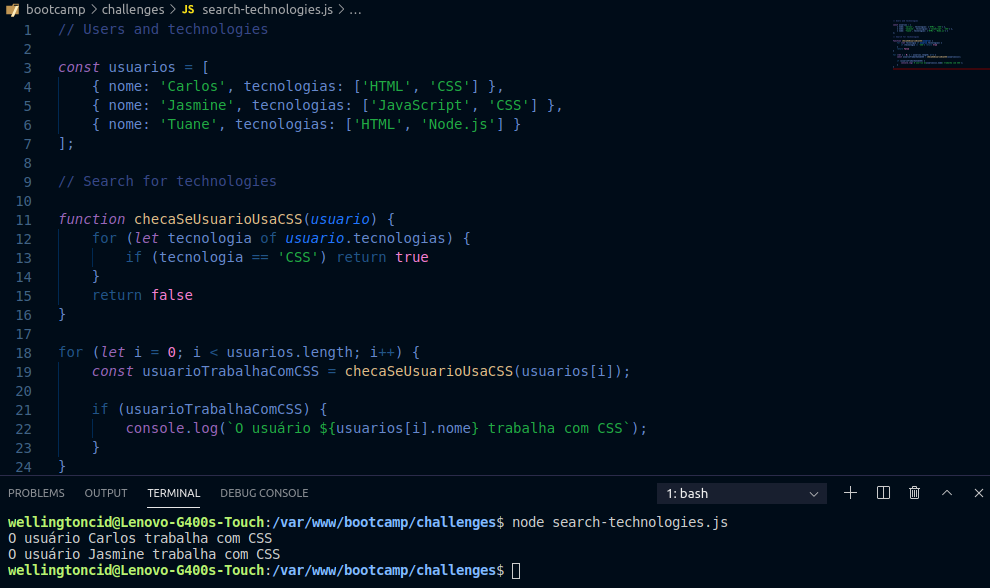 bootcamp > challenges > JS search-technologies.js > ...
1 // Users and technologies
2
3 const usuarios = [
4     { nome: 'Carlos', tecnologias: ['HTML', 'CSS'] },
5     { nome: 'Jasmine', tecnologias: ['JavaScript', 'CSS'] },
6     { nome: 'Tuane', tecnologias: ['HTML', 'Node.js'] }
7 ];
8
9 // Search for technologies
10
11 function checaSeUsuarioUsaCSS(usuario) {
12     for (let tecnologia of usuario.tecnologias) {
13         if (tecnologia == 'CSS') return true
14     }
15     return false
16 }
17
18 for (let i = 0; i < usuarios.length; i++) {
19     const usuarioTrabalhaComCSS = checaSeUsuarioUsaCSS(usuarios[i]);
20
21     if (usuarioTrabalhaComCSS) {
22         console.log(`O usuário ${usuarios[i].nome} trabalha com CSS`);
23     }
24 }
PROBLEMS OUTPUT TERMINAL DEBUG CONSOLE 1: bash
wellingtoncid@Lenovo-G400s-Touch:/var/www/bootcamp/challenges$ node search-technologies.js
O usuário Carlos trabalha com CSS
O usuário Jasmine trabalha com CSS
wellingtoncid@Lenovo-G400s-Touch:/var/www/bootcamp/challenges$